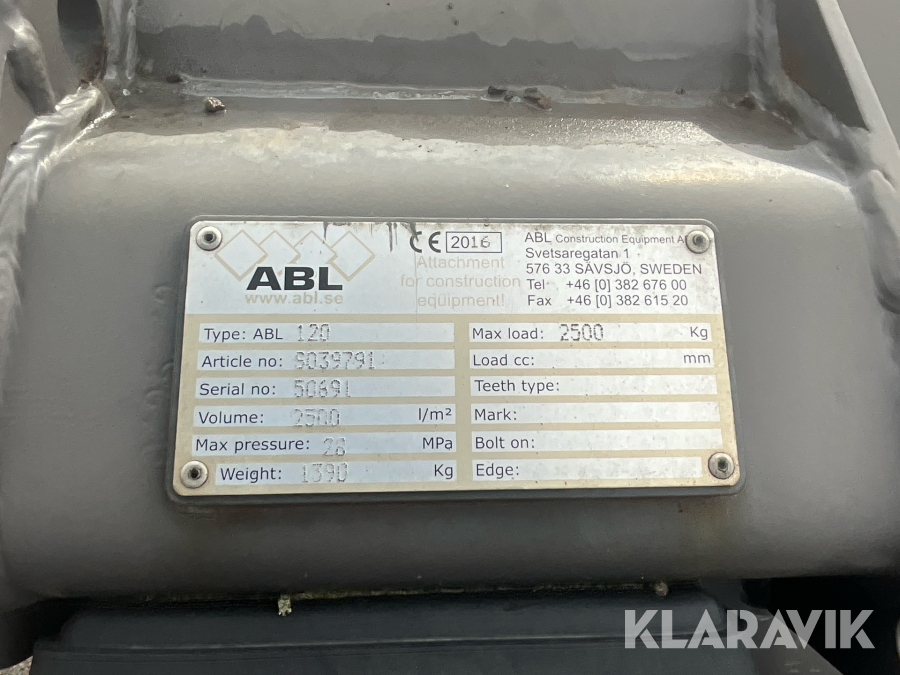 ABL
www.abl.se
CE 2016
Attachment
for construction
equipment!
ABL Construction Equipment A
Svetsaregatan 1
576 33 SÄVSJÖ, SWEDEN
Tel +46 [0] 382 676 00
Fax +46 [0] 382 615 20
Type: ABL 120
Article no: S039791
Serial no: 50891
Volume: 2500 l/m²
Max pressure: 28 MPa
Weight: 1390 Kg
Max load: 2500 Kg
Load cc: mm
Teeth type:
Mark:
Bolt on:
Edge:
KLARAVIK